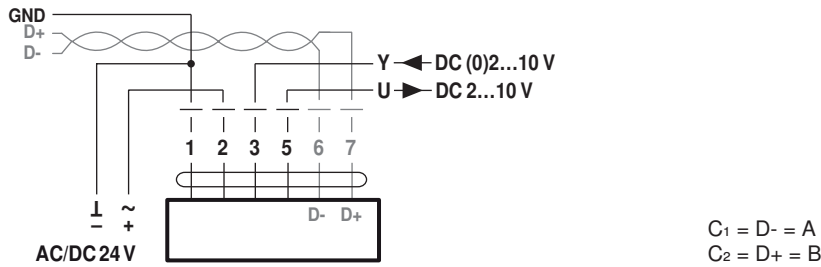 GND
D+
D-
Y DC (0)2…10 V
U DC 2…10 V
1 2 3 5 6 7
⊥ ~
− +
D- D+
AC/DC 24 V
C1 = D- = A
C2 = D+ = B